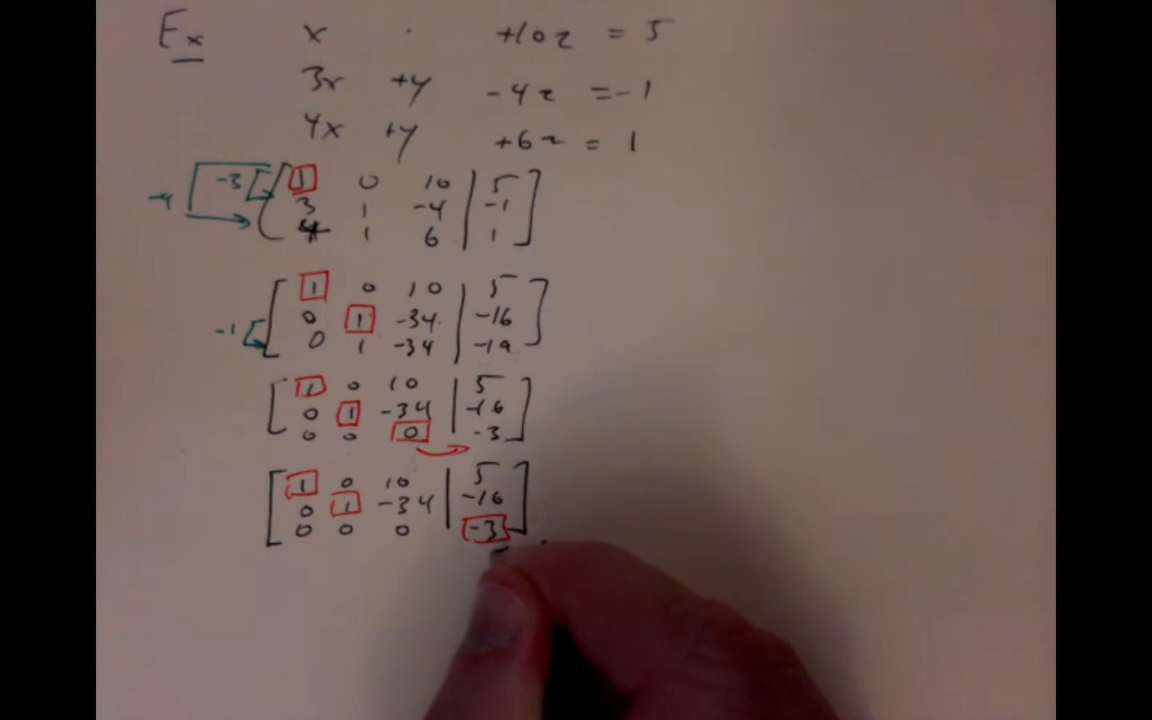 Ex x +10z = 5
3x +y -4z = -1
4x +y +6z = 1
-3 1 0 10 5
-4 3 1 -4 -1
4 1 6 1
1 0 10 5
-1 0 1 -34 -16
0 1 -34 -19
1 0 10 5
0 1 -34 -16
0 0 0 -3
1 0 10 5
0 1 -34 -16
0 0 0 -3